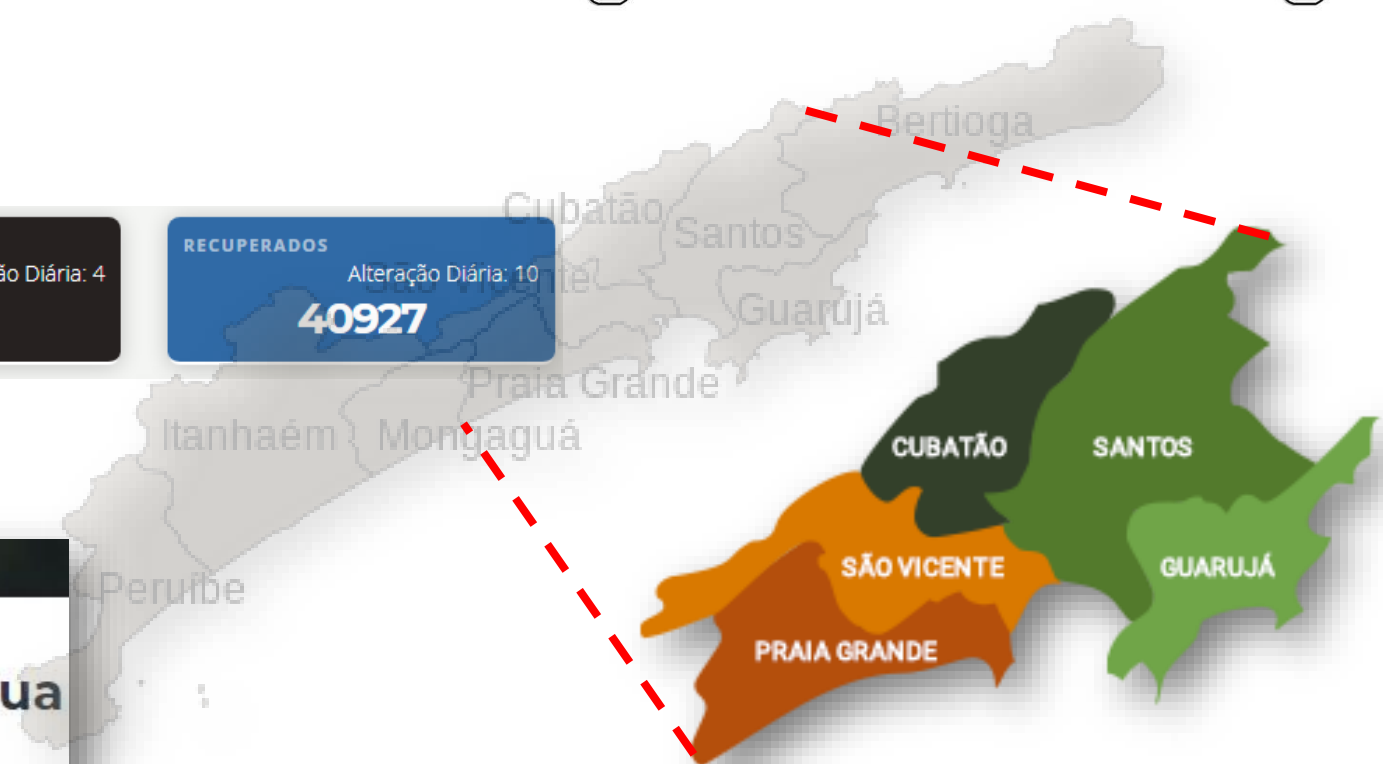 Bertioga
Cubatão
Santos
São Vicente
Guarujá
Praia Grande
Itanhaém
Mongaguá
Peruíbe
ão Diária: 4
RECUPERADOS
Alteração Diária: 10
40927
CUBATÃO
SANTOS
SÃO VICENTE
GUARUJÁ
PRAIA GRANDE
ua